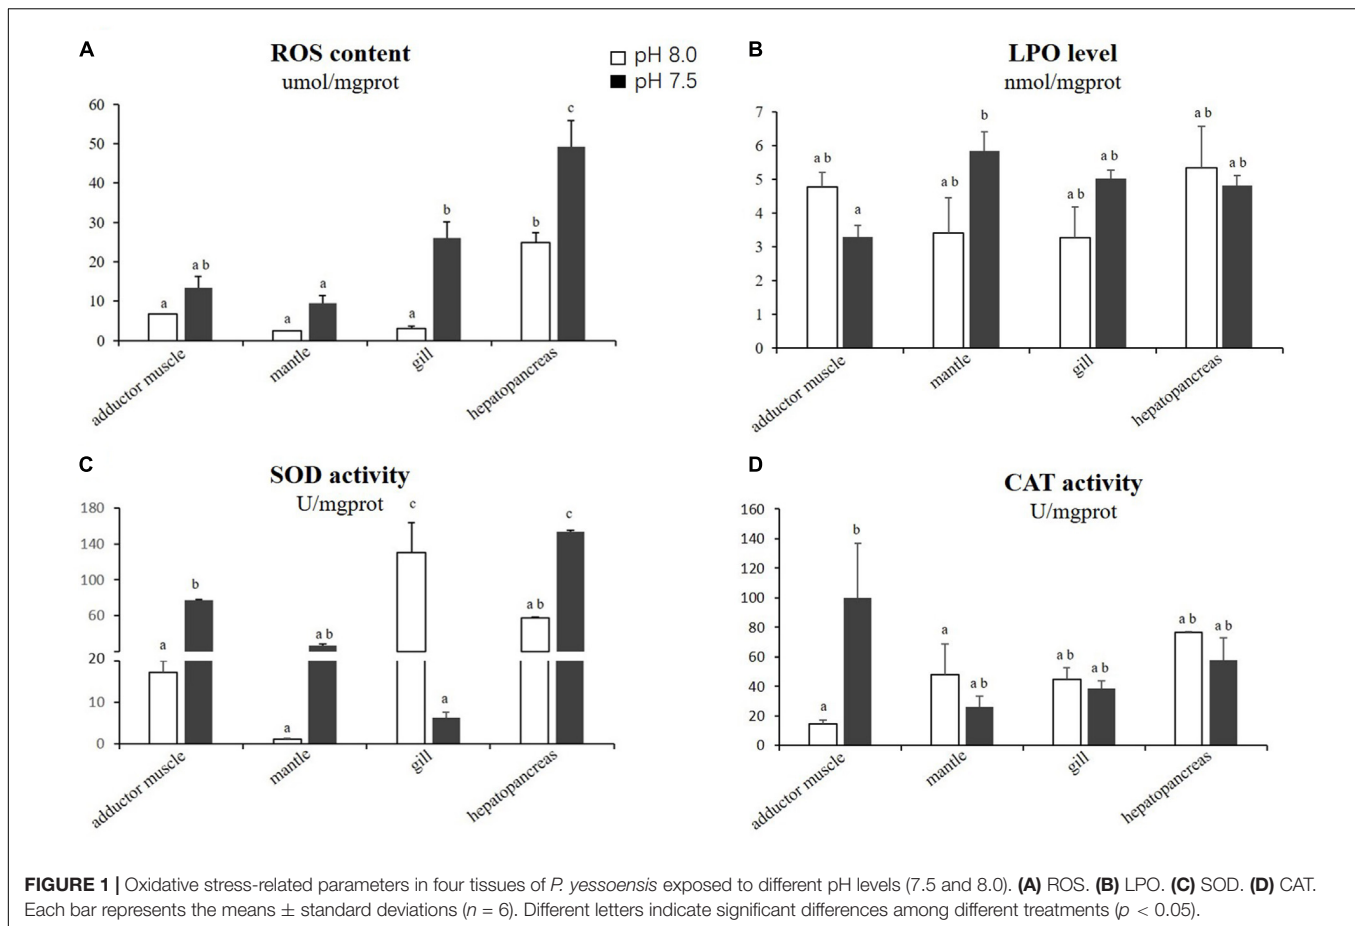 A
ROS content
umol/mgprot
pH 8.0
pH 7.5
60
50
40
30
20
10
0
a
a b
a
a
a
b
b
c
adductor muscle
mantle
gill
hepatopancreas
B
LPO level
nmol/mgprot
7
6
5
4
3
2
1
0
a b
a
a b
b
a b
a b
a b
a b
adductor muscle
mantle
gill
hepatopancreas
C
SOD activity
U/mgprot
180
140
100
60
20
10
0
a
b
a
a b
c
a
a b
c
adductor muscle
mantle
gill
hepatopancreas
D
CAT activity
U/mgprot
160
140
120
100
80
60
40
20
0
a
b
a
a b
a b
a b
a b
a b
adductor muscle
mantle
gill
hepatopancreas
FIGURE 1 | Oxidative stress-related parameters in four tissues of P. yessoensis exposed to different pH levels (7.5 and 8.0). (A) ROS. (B) LPO. (C) SOD. (D) CAT.
Each bar represents the means ± standard deviations (n = 6). Different letters indicate significant differences among different treatments (p < 0.05).